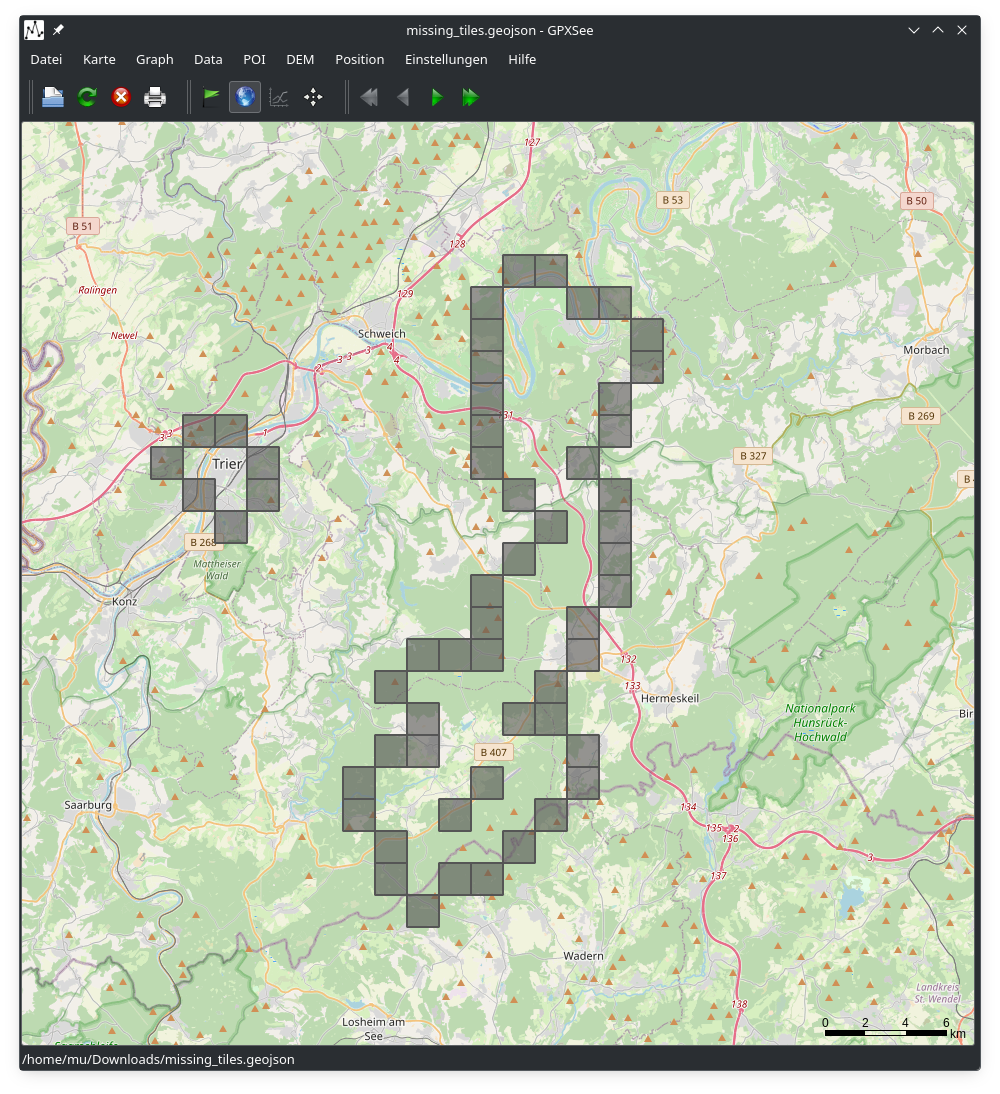 missing_tiles.geojson - GPXSee
Datei Karte Graph Data POI DEM Position Einstellungen Hilfe
127
B 53
B 50
B 51
128
Ralingen
129
Newel
Schweich
3 3 3 4
4
2
Morbach
131
B 269
3 3
1
B 327
Trier
B
B 268
Mattheiser
Wald
Konz
132
133
Hermeskeil
Nationalpark
Hunsrück-
Hochwald
Bir
B 407
Saarburg
134
135 2
136
3
137
Wadern
Landkreis
St. Wendel
138
Losheim am
See
0 2 4 6
km
/home/mu/Downloads/missing_tiles.geojson